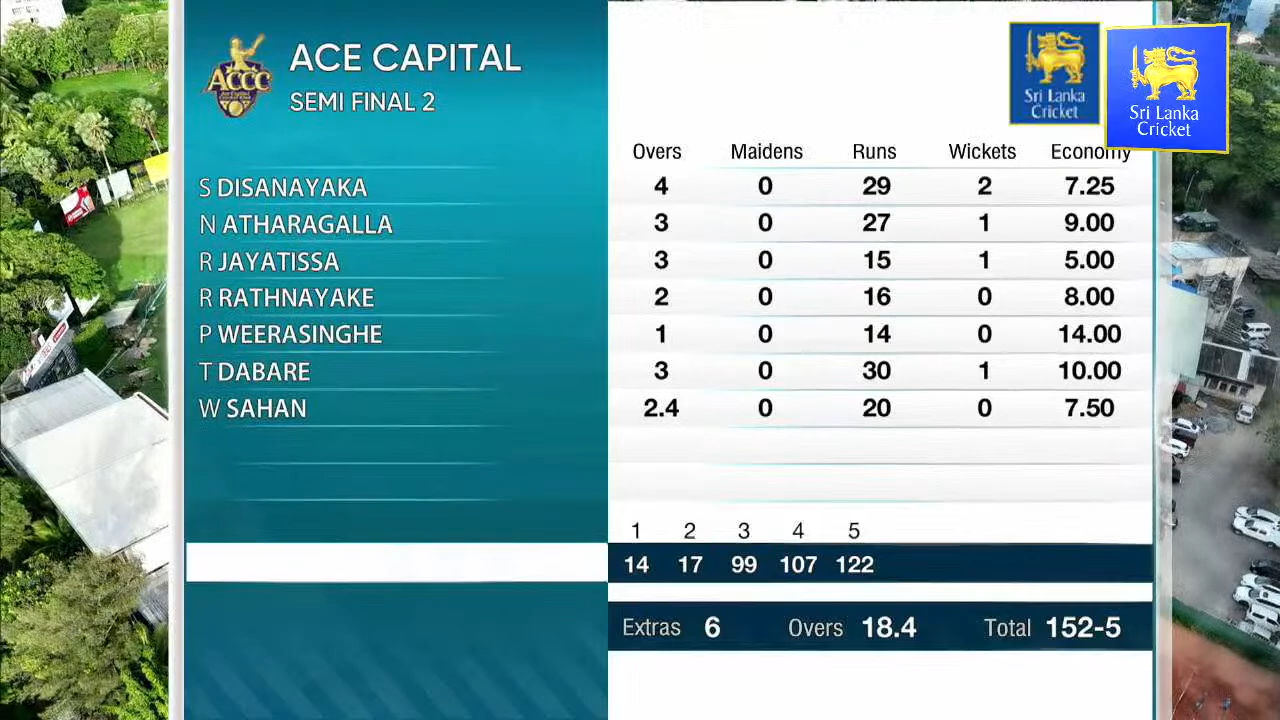 ACE CAPITAL
SEMI FINAL 2
ACCC
Sri Lanka
Cricket
Sri Lanka
Cricket
Overs Maidens Runs Wickets Economy
S DISANAYAKA 4 0 29 2 7.25
N ATHARAGALLA 3 0 27 1 9.00
R JAYATISSA 3 0 15 1 5.00
R RATHNAYAKE 2 0 16 0 8.00
P WEERASINGHE 1 0 14 0 14.00
T DABARE 3 0 30 1 10.00
W SAHAN 2.4 0 20 0 7.50
1 2 3 4 5
14 17 99 107 122
Extras 6 Overs 18.4 Total 152-5